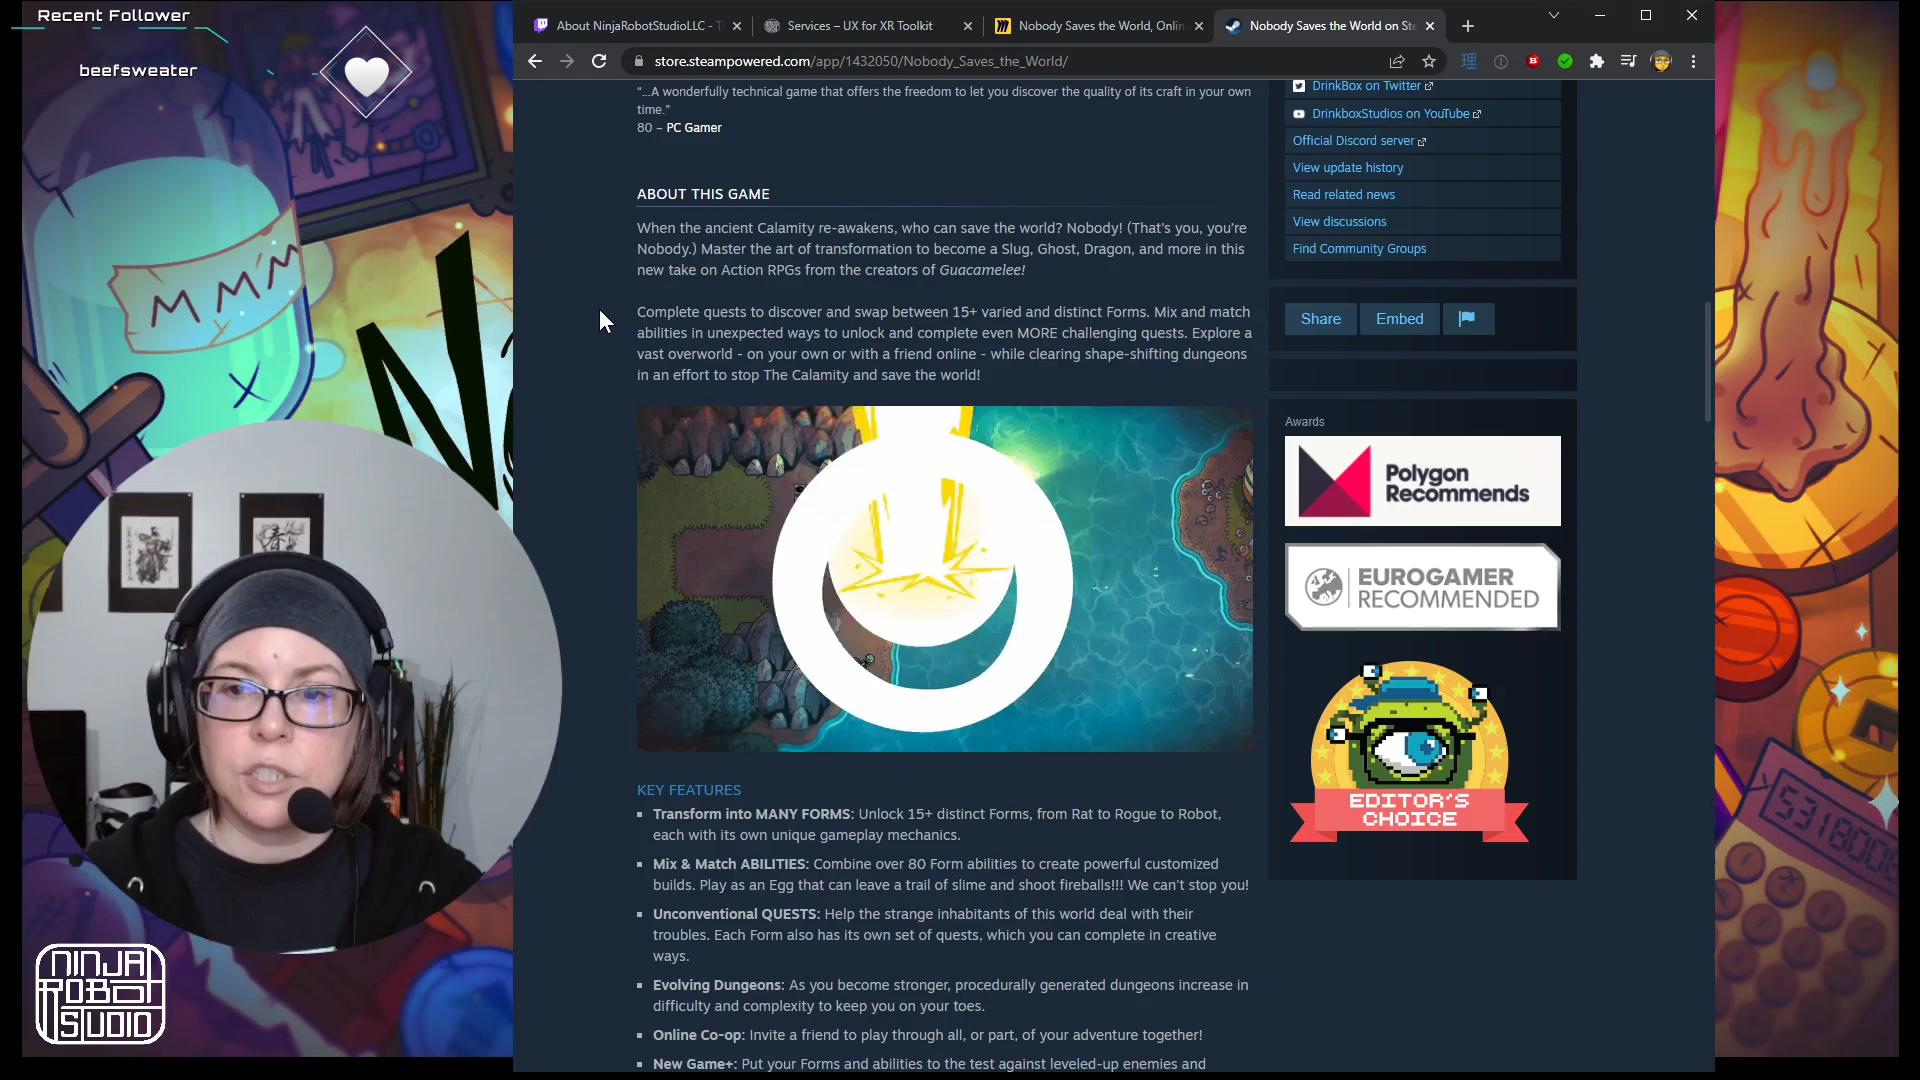 Recent Follower
beefsweater
MMM
About NinjaRobotStudioLLC - T
Services – UX for XR Toolkit
Nobody Saves the World, Onlin
Nobody Saves the World on Ste
store.steampowered.com/app/1432050/Nobody_Saves_the_World/
“...A wonderfully technical game that offers the freedom to let you discover the quality of its craft in your own
time.”
80 – PC Gamer
ABOUT THIS GAME
When the ancient Calamity re-awakens, who can save the world? Nobody! (That's you, you're
Nobody.) Master the art of transformation to become a Slug, Ghost, Dragon, and more in this
new take on Action RPGs from the creators of Guacamelee!
Complete quests to discover and swap between 15+ varied and distinct Forms. Mix and match
abilities in unexpected ways to unlock and complete even MORE challenging quests. Explore a
vast overworld - on your own or with a friend online - while clearing shape-shifting dungeons
in an effort to stop The Calamity and save the world!
KEY FEATURES
Transform into MANY FORMS: Unlock 15+ distinct Forms, from Rat to Rogue to Robot,
each with its own unique gameplay mechanics.
Mix & Match ABILITIES: Combine over 80 Form abilities to create powerful customized
builds. Play as an Egg that can leave a trail of slime and shoot fireballs!!! We can't stop you!
Unconventional QUESTS: Help the strange inhabitants of this world deal with their
troubles. Each Form also has its own set of quests, which you can complete in creative
ways.
Evolving Dungeons: As you become stronger, procedurally generated dungeons increase in
difficulty and complexity to keep you on your toes.
Online Co-op: Invite a friend to play through all, or part, of your adventure together!
New Game+: Put your Forms and abilities to the test against leveled-up enemies and
DrinkBox on Twitter
DrinkboxStudios on YouTube
Official Discord server
View update history
Read related news
View discussions
Find Community Groups
Share
Embed
Awards
Polygon
Recommends
EUROGAMER
RECOMMENDED
EDITOR'S
CHOICE
NINJA
ROBOT
STUDIO